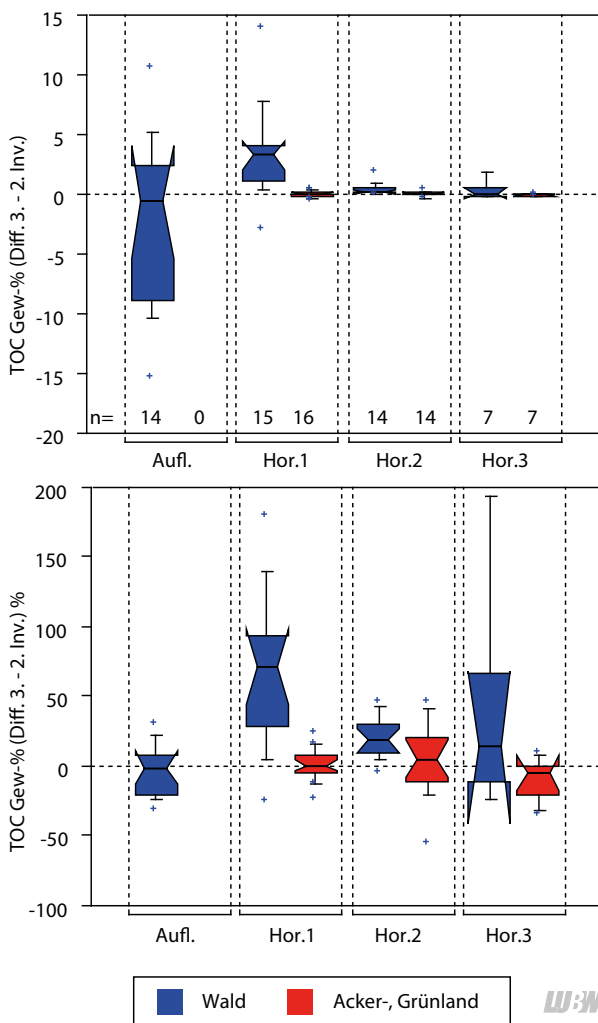 TOC Gew-% (Diff. 3. - 2. Inv.)
15
10
5
0
-5
-10
-15
-20
n= 14 0 15 16 14 14 7 7
Aufl. Hor.1 Hor.2 Hor.3
TOC Gew-% (Diff. 3. - 2. Inv.) %
200
150
100
50
0
-50
-100
Aufl. Hor.1 Hor.2 Hor.3
Wald Acker-, Grünland